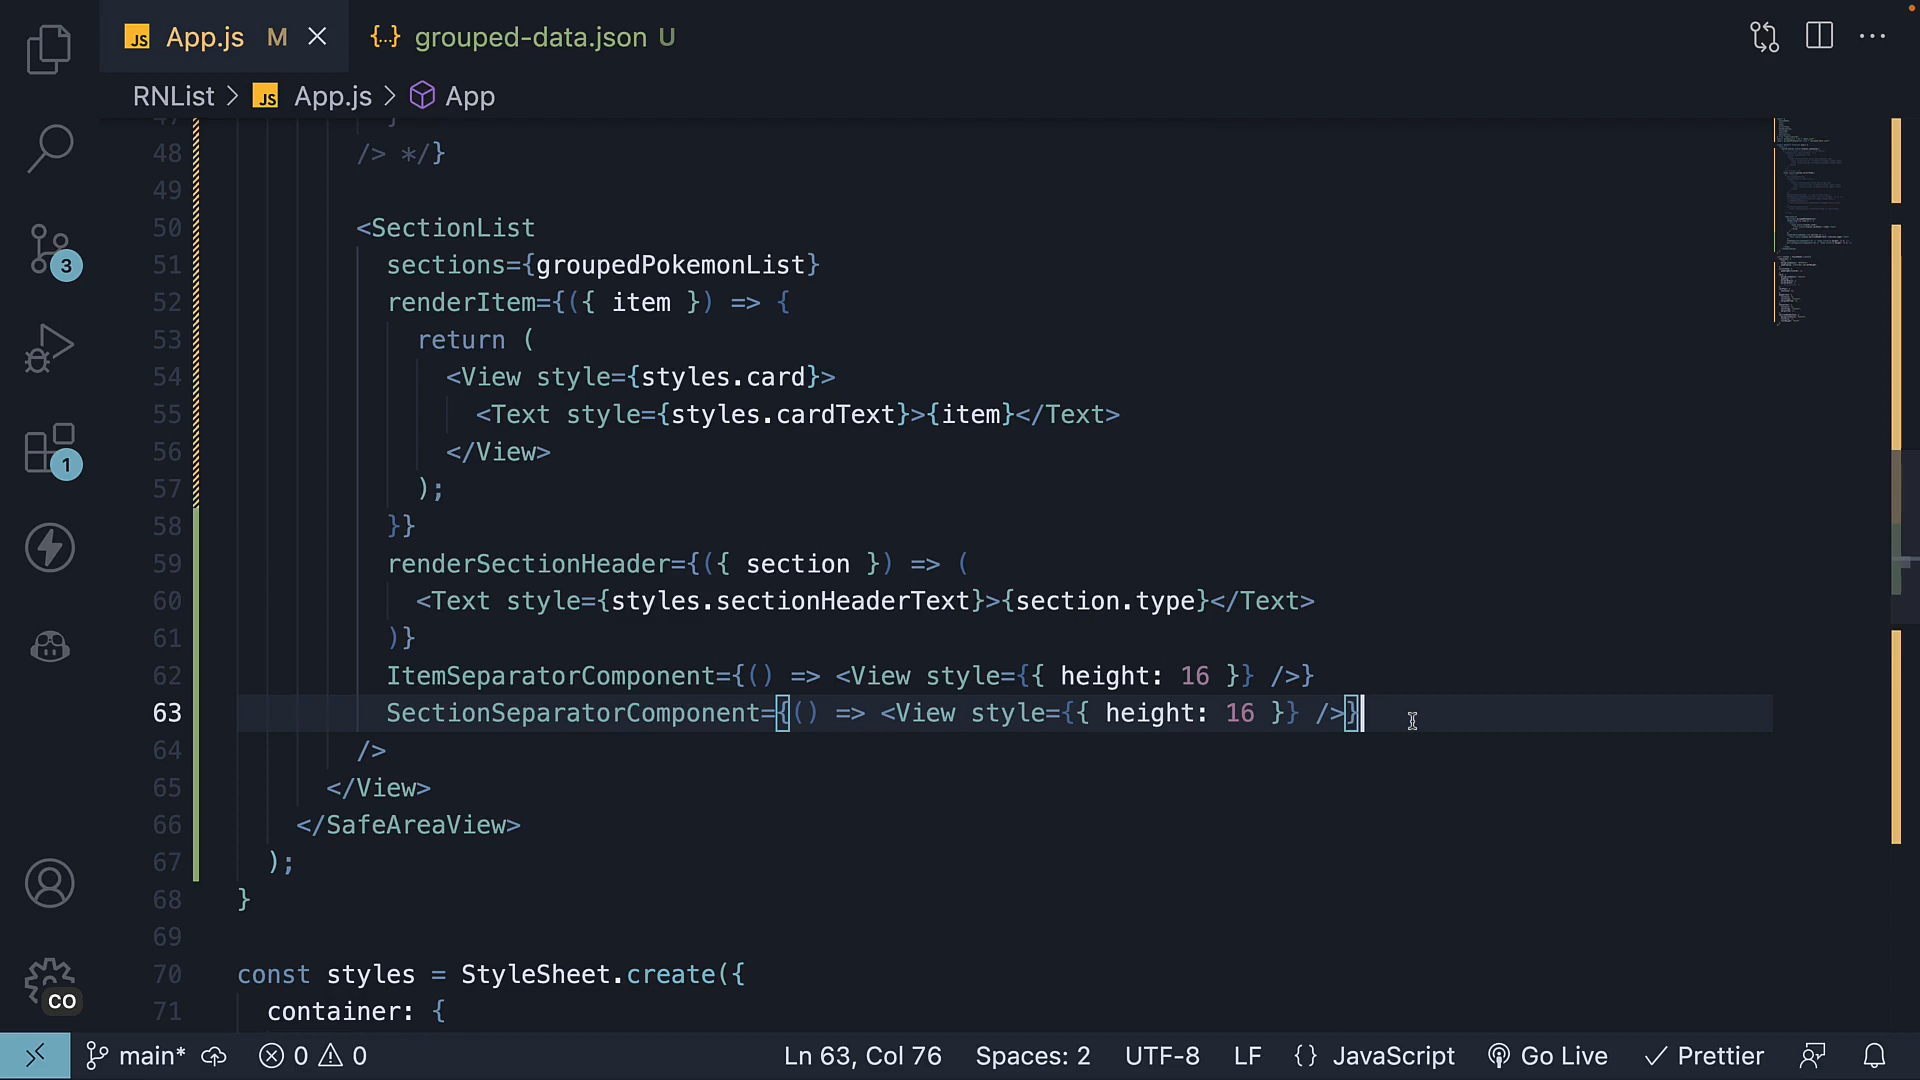 JS App.js M
{...} grouped-data.json U
RNList > JS App.js > App
47 }
48 /> */}
49
50 <SectionList
51 sections={groupedPokemonList}
52 renderItem={({ item }) => {
53 return (
54 <View style={styles.card}>
55 <Text style={styles.cardText}>{item}</Text>
56 </View>
57 );
58 }}
59 renderSectionHeader={({ section }) => (
60 <Text style={styles.sectionHeaderText}>{section.type}</Text>
61 )}
62 ItemSeparatorComponent={() => <View style={{ height: 16 }} />}
63 SectionSeparatorComponent={() => <View style={{ height: 16 }} />}
64 />
65 </View>
66 </SafeAreaView>
67 );
68 }
69
70 const styles = StyleSheet.create({
71 container: {
3
1
CO
main* 0 0 Ln 63, Col 76 Spaces: 2 UTF-8 LF {} JavaScript Go Live Prettier